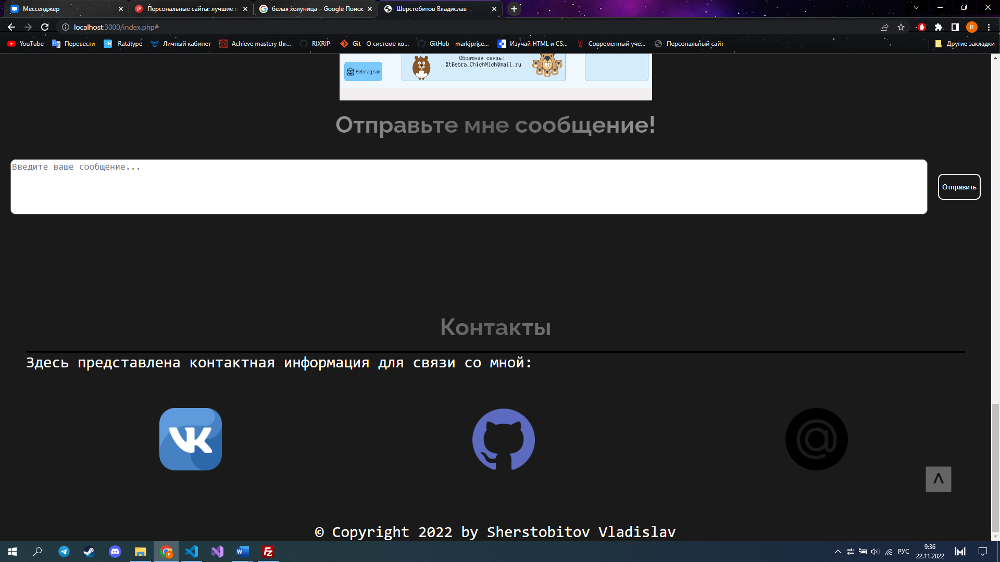 Мессенджер
Персональные сайты: лучшие п
белая холуница – Google Поиск
Шерстобитов Владислав
localhost:3000/index.php#
R
YouTube
Перевести
Ratatype
Личный кабинет
Achieve mastery thr...
RIXRIP
Git - О системе ко...
GitHub - markjprice...
Изучай HTML и CS...
Современный уче...
Персональный сайт
Другие закладки
Обратная связь:
XtBebra_ChichMich@mail.ru
Bebragram
Отправьте мне сообщение!
Введите ваше сообщение...
Отправить
Контакты
Здесь представлена контактная информация для связи со мной:
^
© Copyright 2022 by Sherstobitov Vladislav
РУС
9:36
22.11.2022